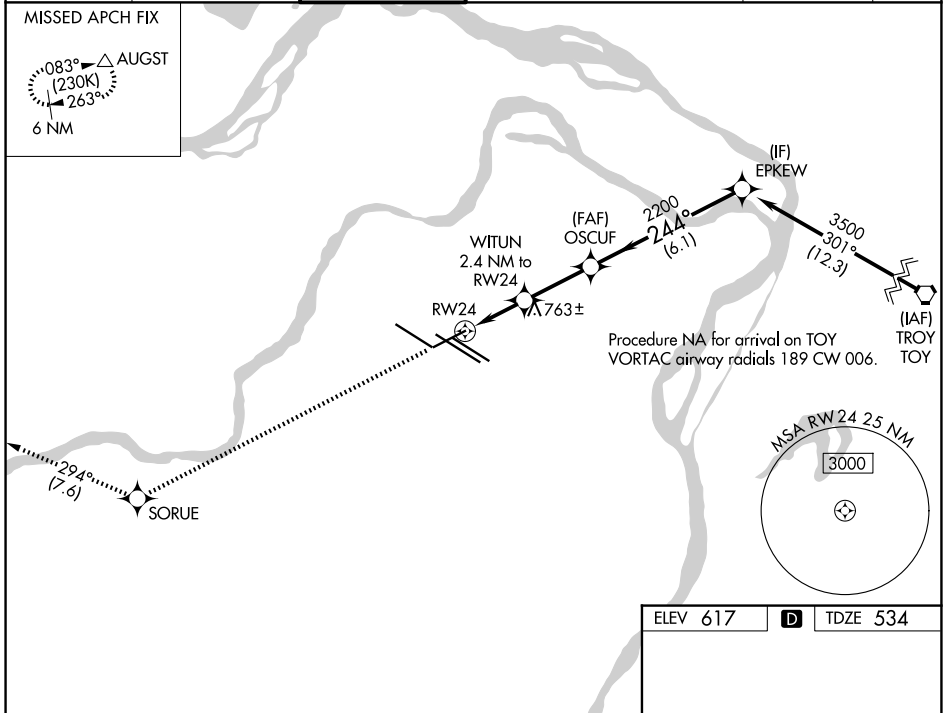 MISSED APCH FIX
083°
AUGST
(230K)
263°
6 NM
(IF)
EPKEW
2200
244°
(6.1)
(FAF)
OSCUF
3500
301°
(12.3)
WITUN
2.4 NM to
RW24
RW24
763±
(IAF)
TROY
TOY
Procedure NA for arrival on TOY
VORTAC airway radials 189 CW 006.
MSA RW24 25 NM
3000
294°
(7.6)
SORUE
ELEV 617 D TDZE 534